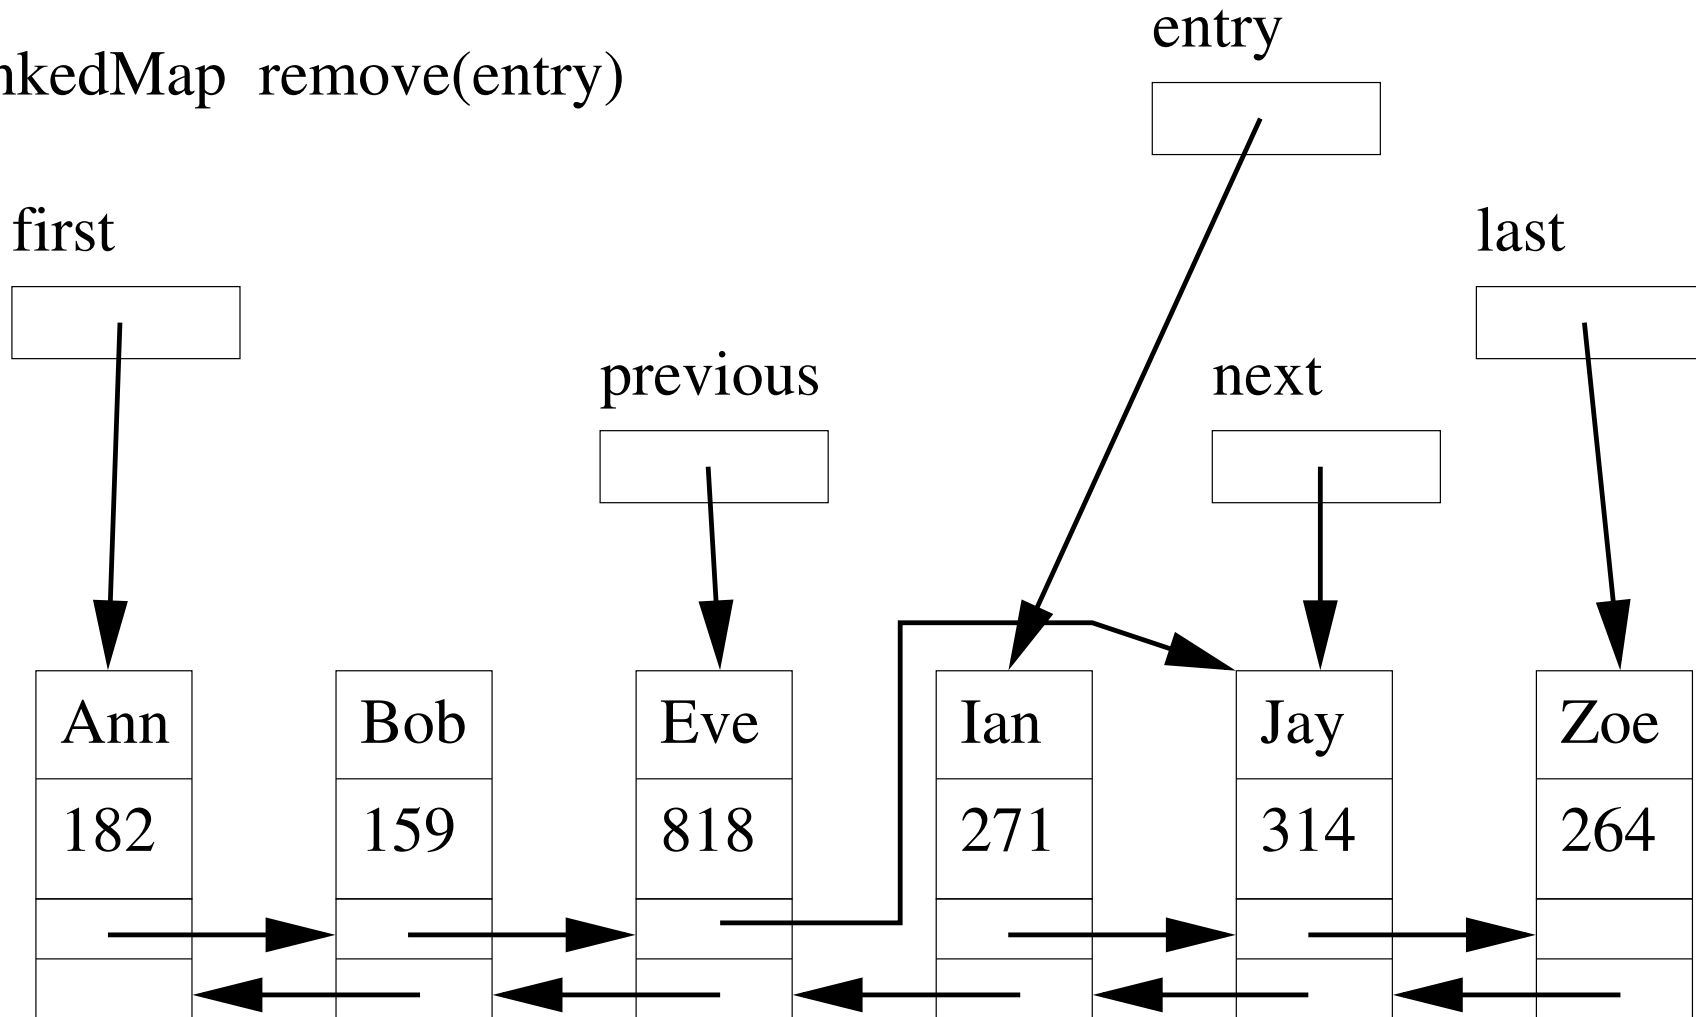 nkedMap remove(entry)
entry
first
last
previous
next
Ann Bob Eve Ian Jay Zoe
182 159 818 271 314 264